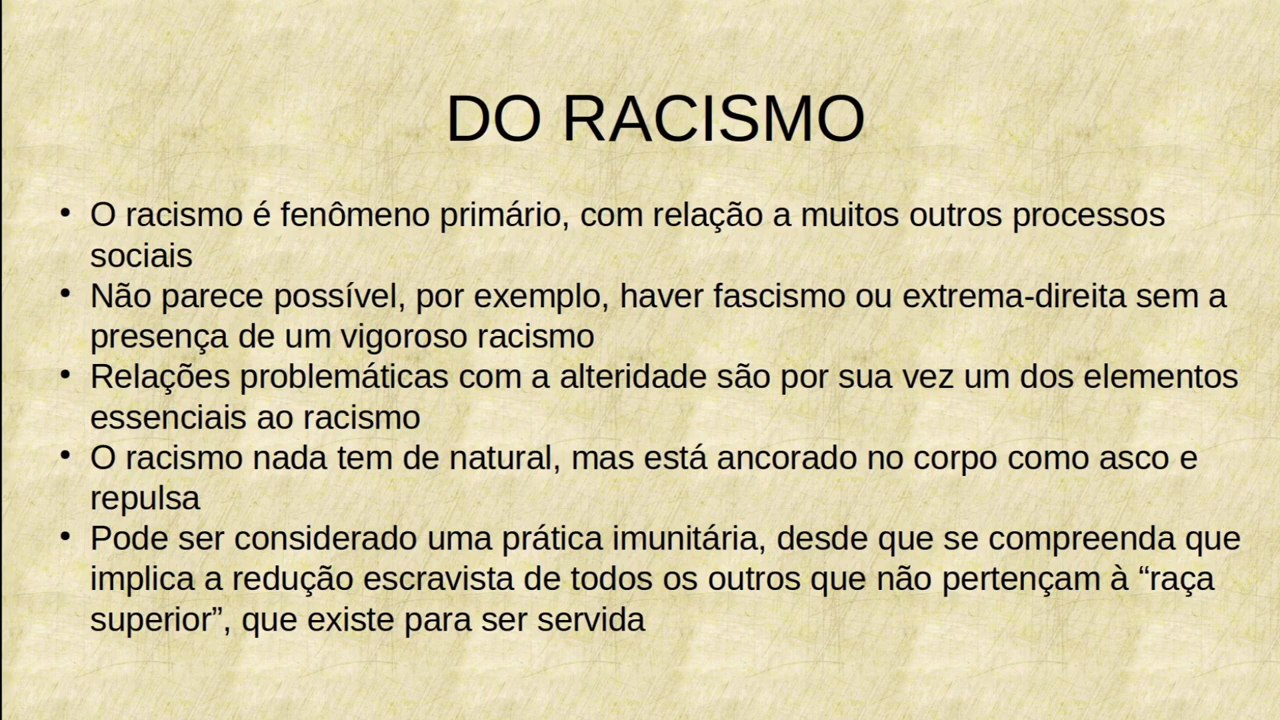 DO RACISMO
• O racismo é fenômeno primário, com relação a muitos outros processos
sociais
• Não parece possível, por exemplo, haver fascismo ou extrema-direita sem a
presença de um vigoroso racismo
• Relações problemáticas com a alteridade são por sua vez um dos elementos
essenciais ao racismo
• O racismo nada tem de natural, mas está ancorado no corpo como asco e
repulsa
• Pode ser considerado uma prática imunitária, desde que se compreenda que
implica a redução escravista de todos os outros que não pertençam à “raça
superior”, que existe para ser servida